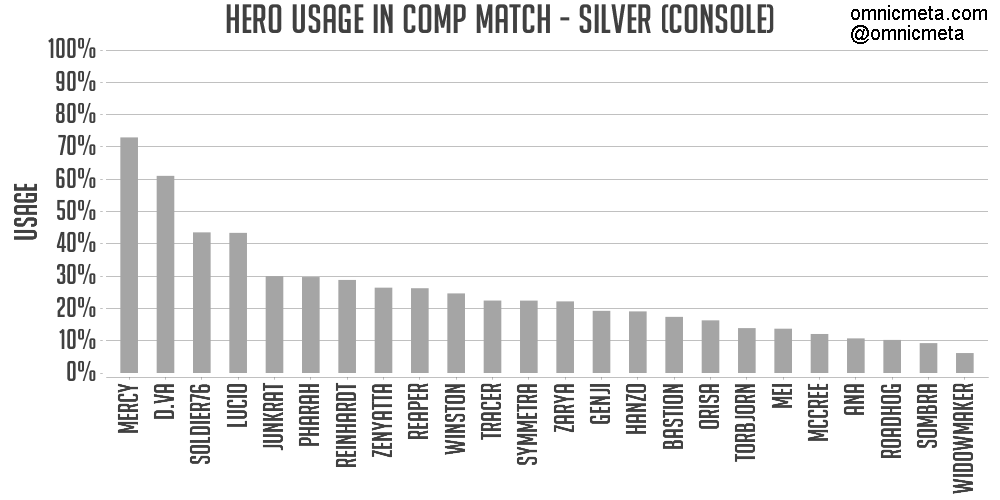 HERO USAGE IN COMP MATCH - SILVER (CONSOLE)
omnicmeta.com
@omnicmeta
USAGE
100%
90%
80%
70%
60%
50%
40%
30%
20%
10%
0%
MERCY
D.VA
SOLDIER76
LUCIO
JUNKRAT
PHARAH
REINHARDT
ZENYATTA
REAPER
WINSTON
TRACER
SYMMETRA
ZARYA
GENJI
HANZO
BASTION
ORISA
TORBJORN
MEI
MCCREE
ANA
ROADHOG
SOMBRA
WIDOWMAKER